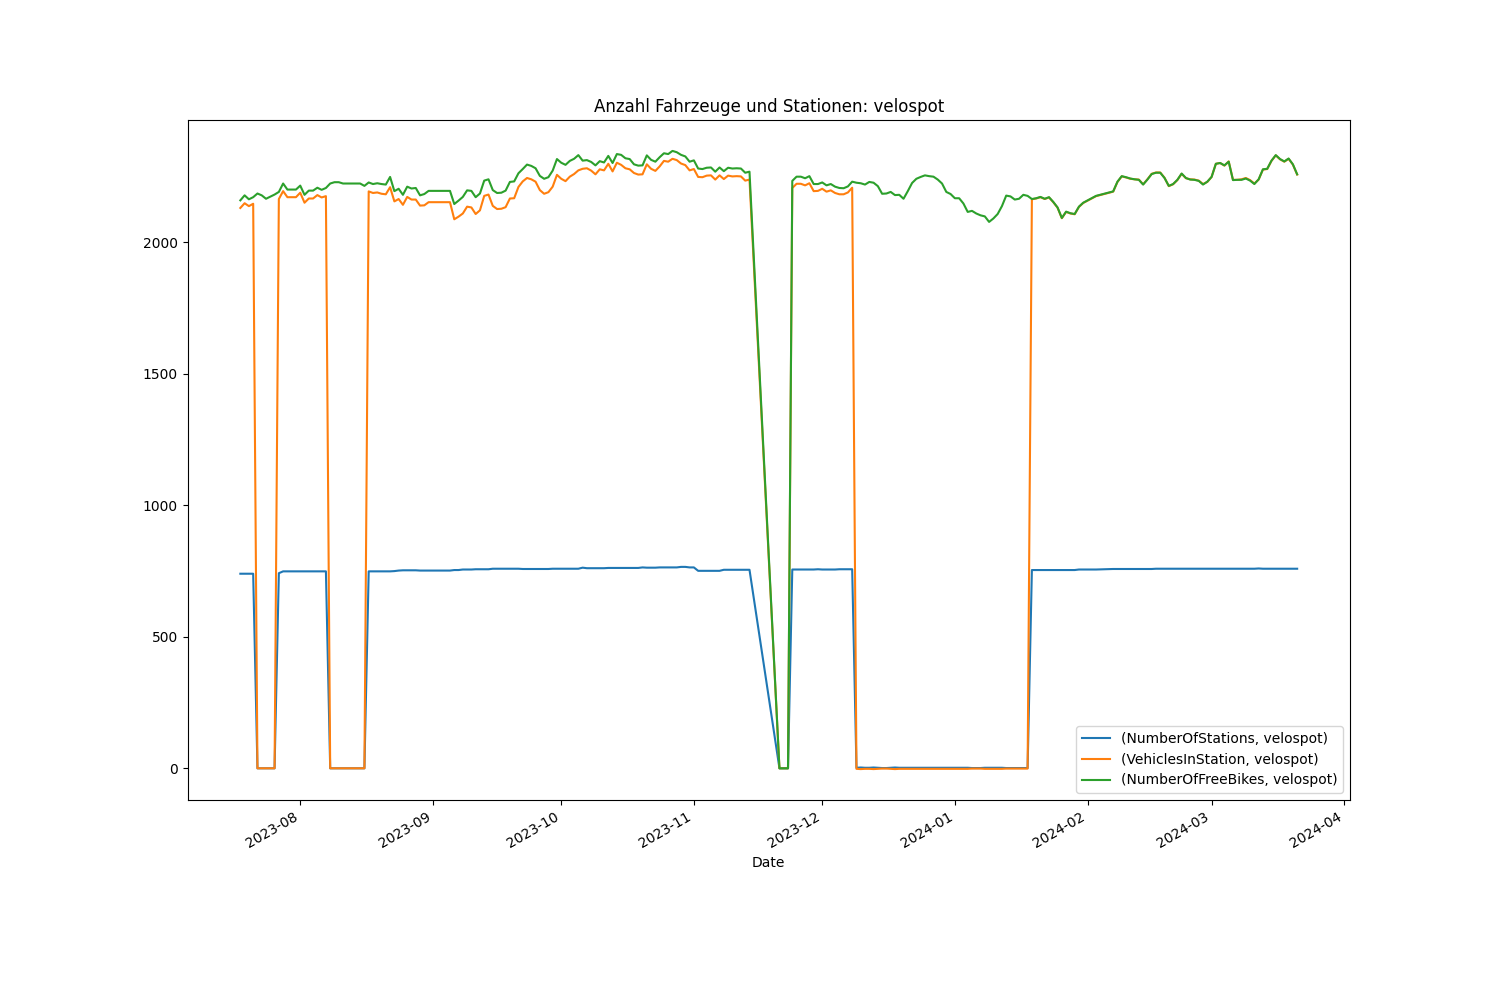 Anzahl Fahrzeuge und Stationen: velospot
2000
1500
1000
500
0
(NumberOfStations, velospot)
(VehiclesInStation, velospot)
(NumberOfFreeBikes, velospot)
2023-08
2023-09
2023-10
2023-11
2023-12
2024-01
2024-02
2024-03
2024-04
Date